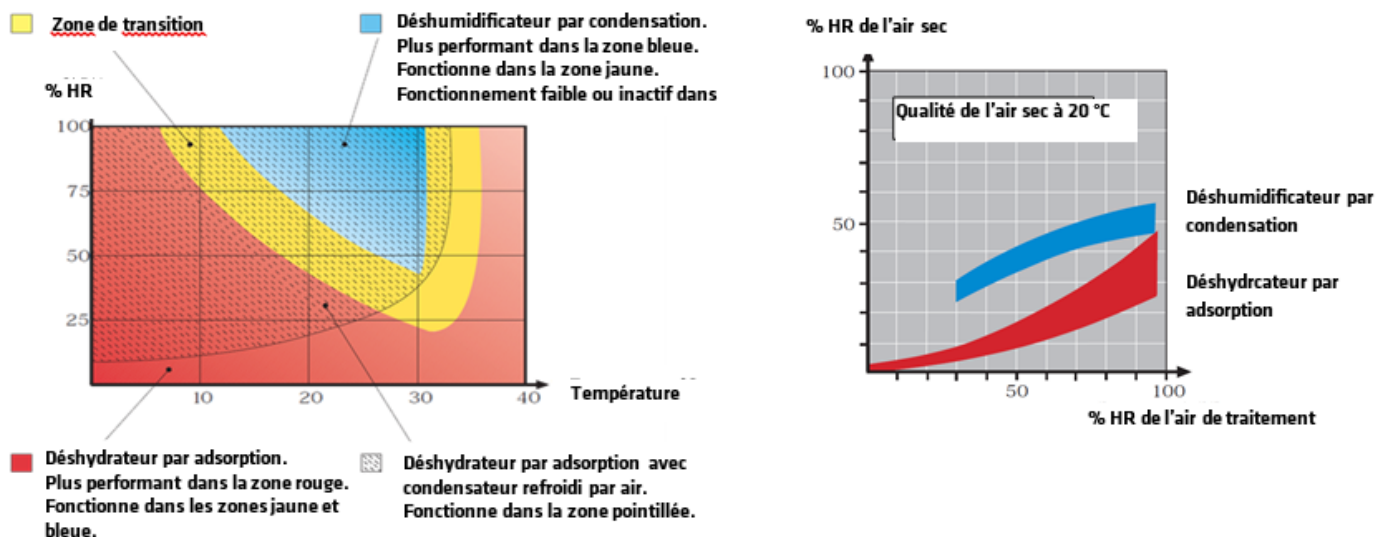 Zone de transition
Déshumidificateur par condensation.
Plus performant dans la zone bleue.
Fonctionne dans la zone jaune.
Fonctionnement faible ou inactif dans
% HR
100
75
50
25
10
20
30
40
Température
Déshydrateur par adsorption.
Plus performant dans la zone rouge.
Fonctionne dans les zones jaune et
bleue.
Déshydrateur par adsorption avec
condensateur refroidi par air.
Fonctionne dans la zone pointillée.
% HR de l'air sec
100
Qualité de l'air sec à 20 °C
50
50
100
% HR de l'air de traitement
Déshumidificateur par
condensation
Déshydrcateur par
adsorption